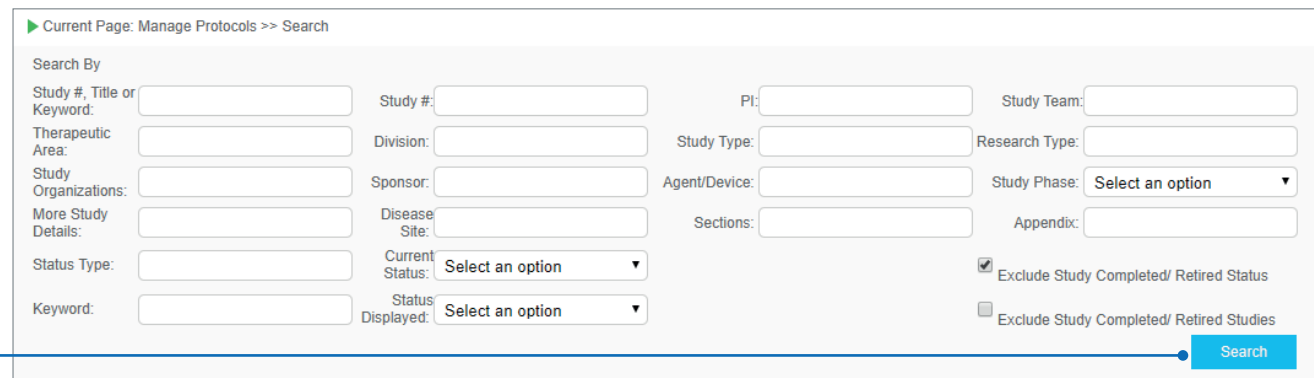 Current Page: Manage Protocols >> Search
Search By
Study #, Title or
Keyword:
Study #:
PI:
Study Team:
Therapeutic
Area:
Division:
Study Type:
Research Type:
Study
Organizations:
Sponsor:
Agent/Device:
Study Phase:
Select an option
More Study
Details:
Disease
Site:
Sections:
Appendix:
Status Type:
Current
Status:
Select an option
Exclude Study Completed/ Retired Status
Keyword:
Status
Displayed:
Select an option
Exclude Study Completed/ Retired Studies
Search